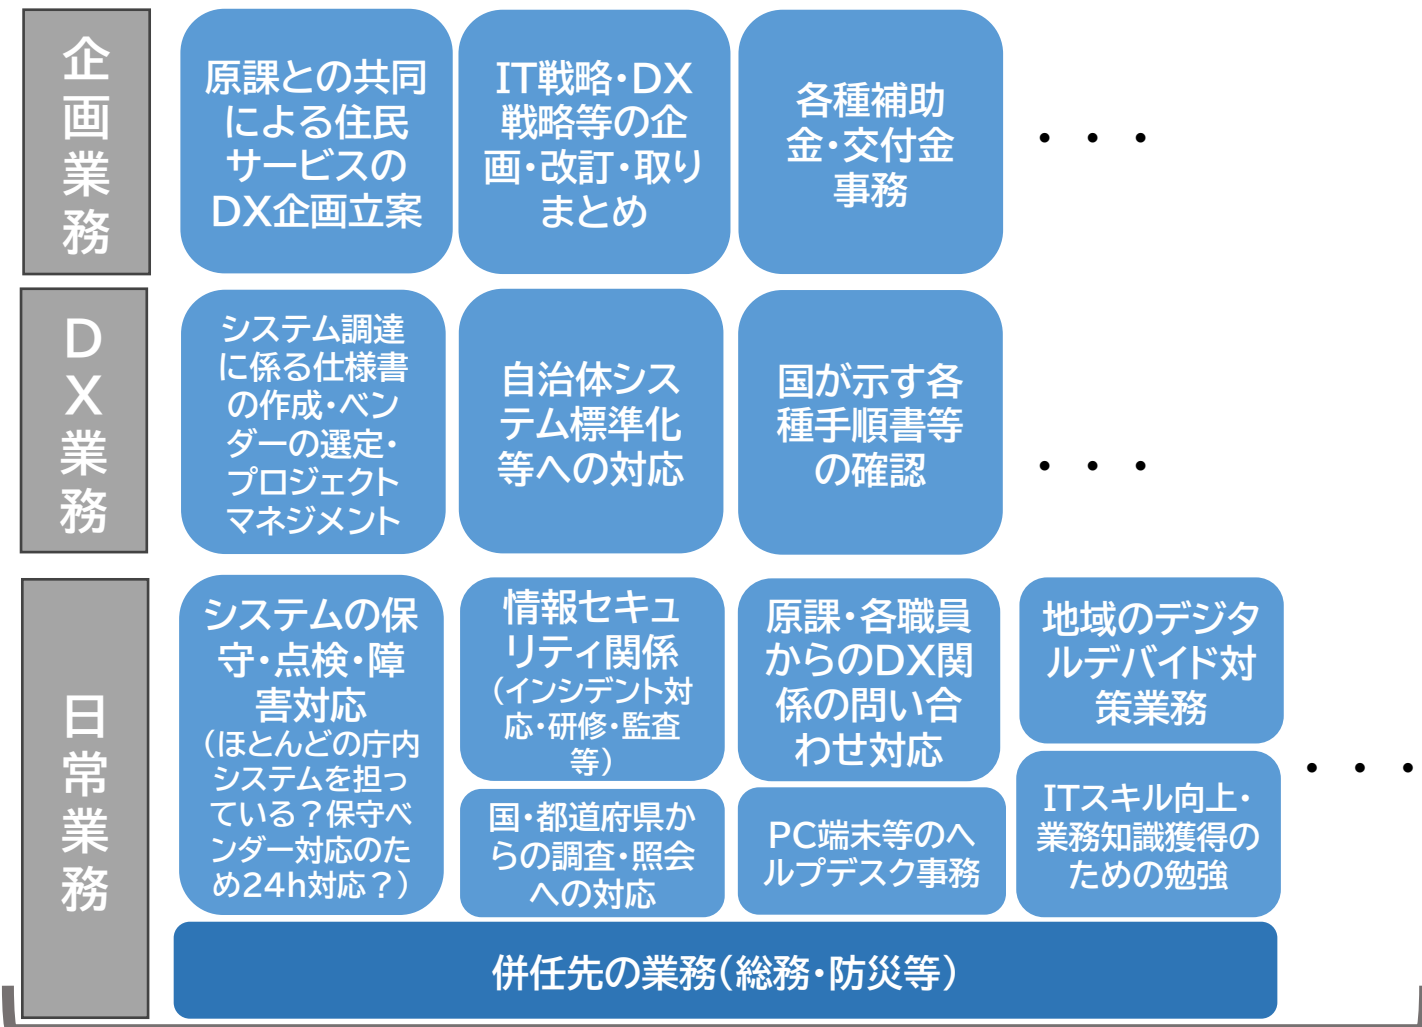 企画業務
原課との共同
による住民
サービスの
DX企画立案
IT戦略・DX
戦略等の企
画・改訂・取り
まとめ
各種補助
金・交付金
事務
・・・
DX業務
システム調達
に係る仕様書
の作成・ベン
ダーの選定・
プロジェクト
マネジメント
自治体シス
テム標準化
等への対応
国が示す各
種手順書等
の確認
・・・
日常業務
システムの保
守・点検・障
害対応
（ほとんどの庁内
システムを担っ
ている？保守ベ
ンダー対応のた
め24h対応？）
情報セキュ
リティ関係
（インシデント対
応・研修・監査
等）
原課・各職員
からのDX関
係の問い合
わせ対応
地域のデジタ
ルデバイド対
策業務
国・都道府県か
らの調査・照会
への対応
PC端末等のヘ
ルプデスク事務
ITスキル向上・
業務知識獲得の
ための勉強
・・・
併任先の業務（総務・防災等）